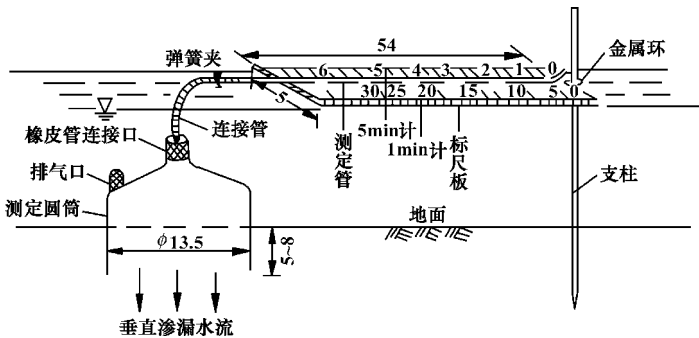 54
弹簧夹
金属环
6 5 4 3 2 1 0
30 25 20 15 10 5 0
5
连接管
橡皮管连接口
测定管
5min计
1min计
标尺板
排气口
支柱
测定圆筒
地面
ϕ13.5
5~8
垂直渗漏水流